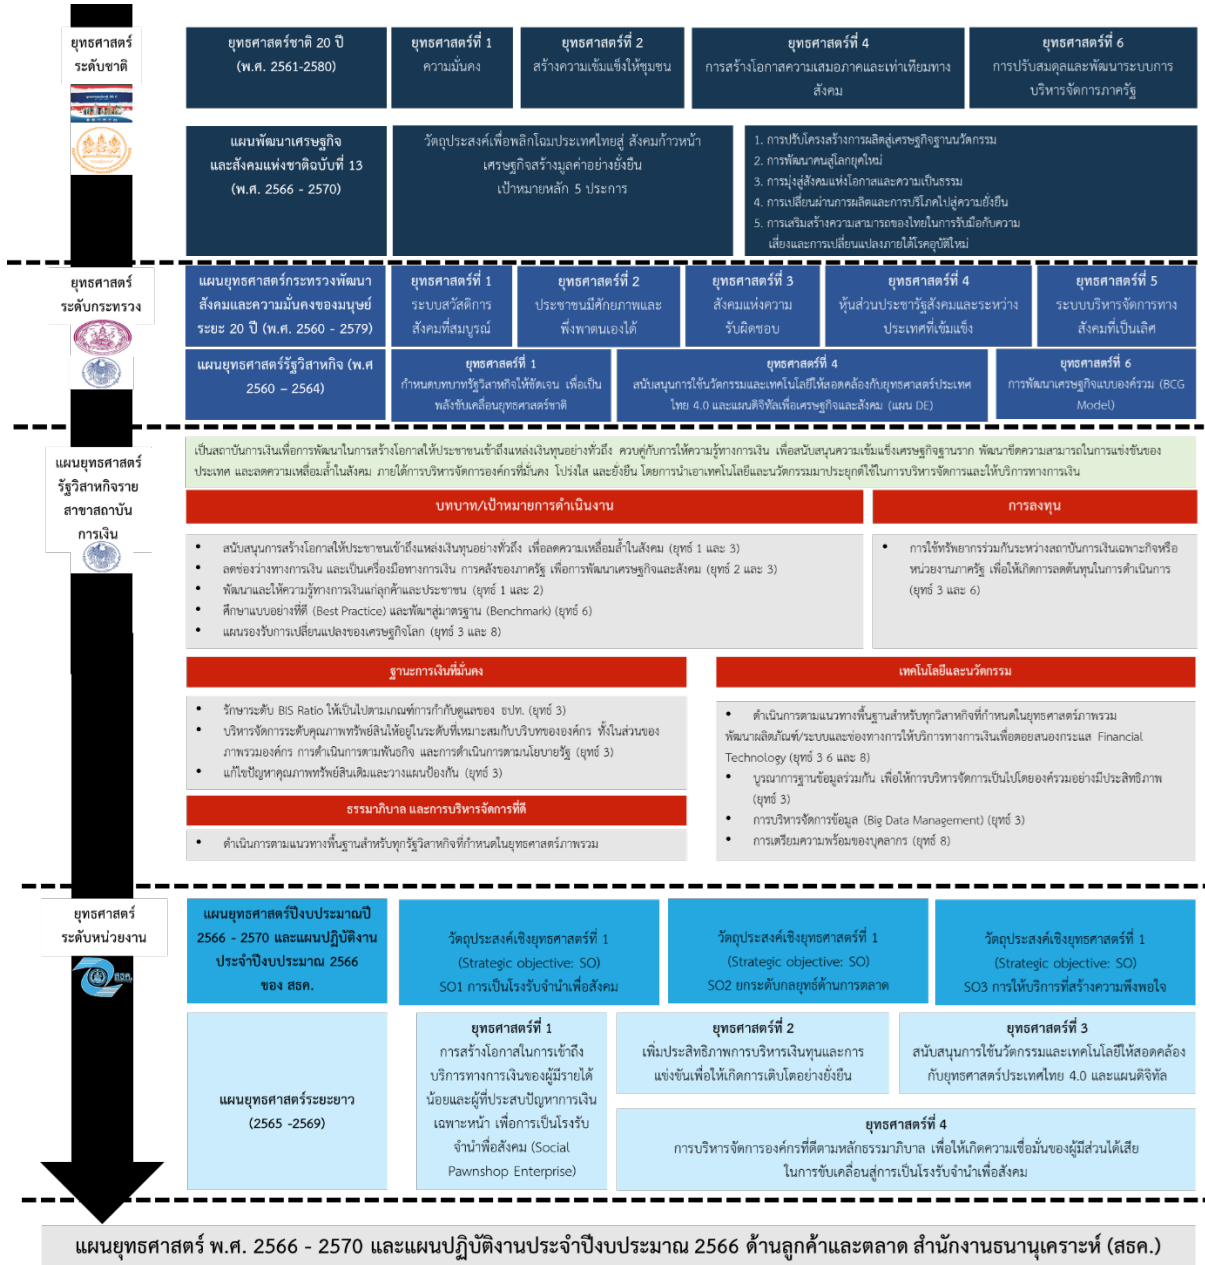 ยุทธศาสตร์
ระดับชาติ
ยุทธศาสตร์ชาติ 20 ปี
(พ.ศ. 2561-2580)
ยุทธศาสตร์ที่ 1
ความมั่นคง
ยุทธศาสตร์ที่ 2
สร้างความเข้มแข็งให้ชุมชน
ยุทธศาสตร์ที่ 4
การสร้างโอกาสความเสมอภาคและเท่าเทียมทาง
สังคม
ยุทธศาสตร์ที่ 6
การปรับสมดุลและพัฒนาระบบการ
บริหารจัดการภาครัฐ
แผนพัฒนาเศรษฐกิจ
และสังคมแห่งชาติฉบับที่ 13
(พ.ศ. 2566 - 2570)
วัตถุประสงค์เพื่อพลิกโฉมประเทศไทยสู่ สังคมก้าวหน้า
เศรษฐกิจสร้างมูลค่าอย่างยั่งยืน
เป้าหมายหลัก 5 ประการ
1. การปรับโครงสร้างการผลิตสู่เศรษฐกิจฐานนวัตกรรม
2. การพัฒนาคนสู่โลกยุคใหม่
3. การมุ่งสู่สังคมแห่งโอกาสและความเป็นธรรม
4. การเปลี่ยนผ่านการผลิตและการบริโภคไปสู่ความยั่งยืน
5. การเสริมสร้างความสามารถของไทยในการรับมือกับความ
เสี่ยงและการเปลี่ยนแปลงภายใต้โรคอุบัติใหม่
ยุทธศาสตร์
ระดับกระทรวง
แผนยุทธศาสตร์กระทรวงพัฒนา
สังคมและความมั่นคงของมนุษย์
ระยะ 20 ปี (พ.ศ. 2560 - 2579)
ยุทธศาสตร์ที่ 1
ระบบสวัสดิการ
สังคมที่สมบูรณ์
ยุทธศาสตร์ที่ 2
ประชาชนมีศักยภาพและ
พึ่งพาตนเองได้
ยุทธศาสตร์ที่ 3
สังคมแห่งความ
รับผิดชอบ
ยุทธศาสตร์ที่ 4
หุ้นส่วนประชารัฐสังคมและระหว่าง
ประเทศที่เข้มแข็ง
ยุทธศาสตร์ที่ 5
ระบบบริหารจัดการทาง
สังคมที่เป็นเลิศ
แผนยุทธศาสตร์รัฐวิสาหกิจ (พ.ศ
2560 – 2564)
ยุทธศาสตร์ที่ 1
กำหนดบทบาทรัฐวิสาหกิจให้ชัดเจน เพื่อเป็น
พลังขับเคลื่อนยุทธศาสตร์ชาติ
ยุทธศาสตร์ที่ 4
สนับสนุนการใช้นวัตกรรมและเทคโนโลยีให้สอดคล้องกับยุทธศาสตร์ประเทศ
ไทย 4.0 และแผนดิจิทัลเพื่อเศรษฐกิจและสังคม (แผน DE)
ยุทธศาสตร์ที่ 6
การพัฒนาเศรษฐกิจแบบองค์รวม (BCG
Model)
แผนยุทธศาสตร์
รัฐวิสาหกิจราย
สาขาสถาบัน
การเงิน
เป็นสถาบันการเงินเพื่อการพัฒนาในการสร้างโอกาสให้ประชาชนเข้าถึงแหล่งเงินทุนอย่างทั่วถึง ควบคู่กับการให้ความรู้ทางการเงิน เพื่อสนับสนุนความเข้มแข็งเศรษฐกิจฐานราก พัฒนาขีดความสามารถในการแข่งขันของ
ประเทศ และลดความเหลื่อมล้ำในสังคม ภายใต้การบริหารจัดการองค์กรที่มั่นคง โปร่งใส และยั่งยืน โดยการนำเอาเทคโนโลยีและนวัตกรรมมาประยุกต์ใช้ในการบริหารจัดการและให้บริการทางการเงิน
บทบาท/เป้าหมายการดำเนินงาน
การลงทุน
• สนับสนุนการสร้างโอกาสให้ประชาชนเข้าถึงแหล่งเงินทุนอย่างทั่วถึง เพื่อลดความเหลื่อมล้ำในสังคม (ยุทธ์ 1 และ 3)
• ลดช่องว่างทางการเงิน และเป็นเครื่องมือทางการเงิน การคลังของภาครัฐ เพื่อการพัฒนาเศรษฐกิจและสังคม (ยุทธ์ 2 และ 3)
• พัฒนาและให้ความรู้ทางการเงินแก่ลูกค้าและประชาชน (ยุทธ์ 1 และ 2)
• ศึกษาแบบอย่างที่ดี (Best Practice) และพัฒฯสู่มาตรฐาน (Benchmark) (ยุทธ์ 6)
• แผนรองรับการเปลี่ยนแปลงของเศรษฐกิจโลก (ยุทธ์ 3 และ 8)
• การใช้ทรัพยากรร่วมกันระหว่างสถาบันการเงินเฉพาะกิจหรือ
หน่วยงานภาครัฐ เพื่อให้เกิดการลดต้นทุนในการดำเนินการ
(ยุทธ์ 3 และ 6)
ฐานะการเงินที่มั่นคง
เทคโนโลยีและนวัตกรรม
• รักษาระดับ BIS Ratio ให้เป็นไปตามเกณฑ์การกำกับดูแลของ ธปท. (ยุทธ์ 3)
• บริหารจัดการระดับคุณภาพทรัพย์สินให้อยู่ในระดับที่เหมาะสมกับบริบทขององค์กร ทั้งในส่วนของ
ภาพรวมองค์กร การดำเนินการตามพันธกิจ และการดำเนินการตามนโยบายรัฐ (ยุทธ์ 3)
• แก้ไขปัญหาคุณภาพทรัพย์สินเดิมและวางแผนป้องกัน (ยุทธ์ 3)
• ดำเนินการตามแนวทางพื้นฐานสำหรับทุกวิสาหกิจที่กำหนดในยุทธศาสตร์ภาพรวม
พัฒนาผลิตภัณฑ์/ระบบและช่องทางการให้บริการทางการเงินเพื่อตอยสนองกระแส Financial
Technology (ยุทธ์ 3 6 และ 8)
• บูรณาการฐานข้อมูลร่วมกัน เพื่อให้การบริหารจัดการเป็นไปโดยองค์รวมอย่างมีประสิทธิภาพ
(ยุทธ์ 3)
• การบริหารจัดการข้อมูล (Big Data Management) (ยุทธ์ 3)
• การเตรียมความพร้อมของบุคลากร (ยุทธ์ 8)
ธรรมาภิบาล และการบริหารจัดการที่ดี
• ดำเนินการตามแนวทางพื้นฐานสำหรับทุกรัฐวิสาหกิจที่กำหนดในยุทธศาสตร์ภาพรวม
ยุทธศาสตร์
ระดับหน่วยงาน
สธค.
แผนยุทธศาสตร์ปีงบประมาณปี
2566 - 2570 และแผนปฏิบัติงาน
ประจำปีงบประมาณ 2566
ของ สธค.
วัตถุประสงค์เชิงยุทธศาสตร์ที่ 1
(Strategic objective: SO)
SO1 การเป็นโรงรับจำนำเพื่อสังคม
วัตถุประสงค์เชิงยุทธศาสตร์ที่ 1
(Strategic objective: SO)
SO2 ยกระดับกลยุทธ์ด้านการตลาด
วัตถุประสงค์เชิงยุทธศาสตร์ที่ 1
(Strategic objective: SO)
SO3 การให้บริการที่สร้างความพึงพอใจ
แผนยุทธศาสตร์ระยะยาว
(2565 -2569)
ยุทธศาสตร์ที่ 1
การสร้างโอกาสในการเข้าถึง
บริการทางการเงินของผู้มีรายได้
น้อยและผู้ที่ประสบปัญหาการเงิน
เฉพาะหน้า เพื่อการเป็นโรงรับ
จำนำพื่อสังคม (Social
Pawnshop Enterprise)
ยุทธศาสตร์ที่ 2
เพิ่มประสิทธิภาพการบริหารเงินทุนและการ
แข่งขันเพื่อให้เกิดการเติบโตอย่างยั่งยืน
ยุทธศาสตร์ที่ 3
สนับสนุนการใช้นวัตกรรมและเทคโนโลยีให้สอดคล้อง
กับยุทธศาสตร์ประเทศไทย 4.0 และแผนดิจิทัล
ยุทธศาสตร์ที่ 4
การบริหารจัดการองค์กรที่ดีตามหลักธรรมาภิบาล เพื่อให้เกิดความเชื่อมั่นของผู้มีส่วนได้เสีย
ในการขับเคลื่อนสู่การเป็นโรงรับจำนำเพื่อสังคม
แผนยุทธศาสตร์ พ.ศ. 2566 - 2570 และแผนปฏิบัติงานประจำปีงบประมาณ 2566 ด้านลูกค้าและตลาด สำนักงานธนานุเคราะห์ (สธค.)